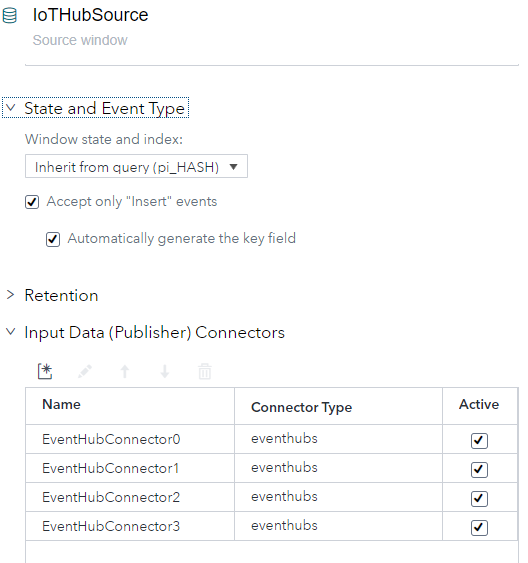 IoTHubSource
Source window
State and Event Type
Window state and index:
Inherit from query (pi_HASH)
Accept only "Insert" events
Automatically generate the key field
Retention
Input Data (Publisher) Connectors
Name Connector Type Active
EventHubConnector0 eventhubs
EventHubConnector1 eventhubs
EventHubConnector2 eventhubs
EventHubConnector3 eventhubs